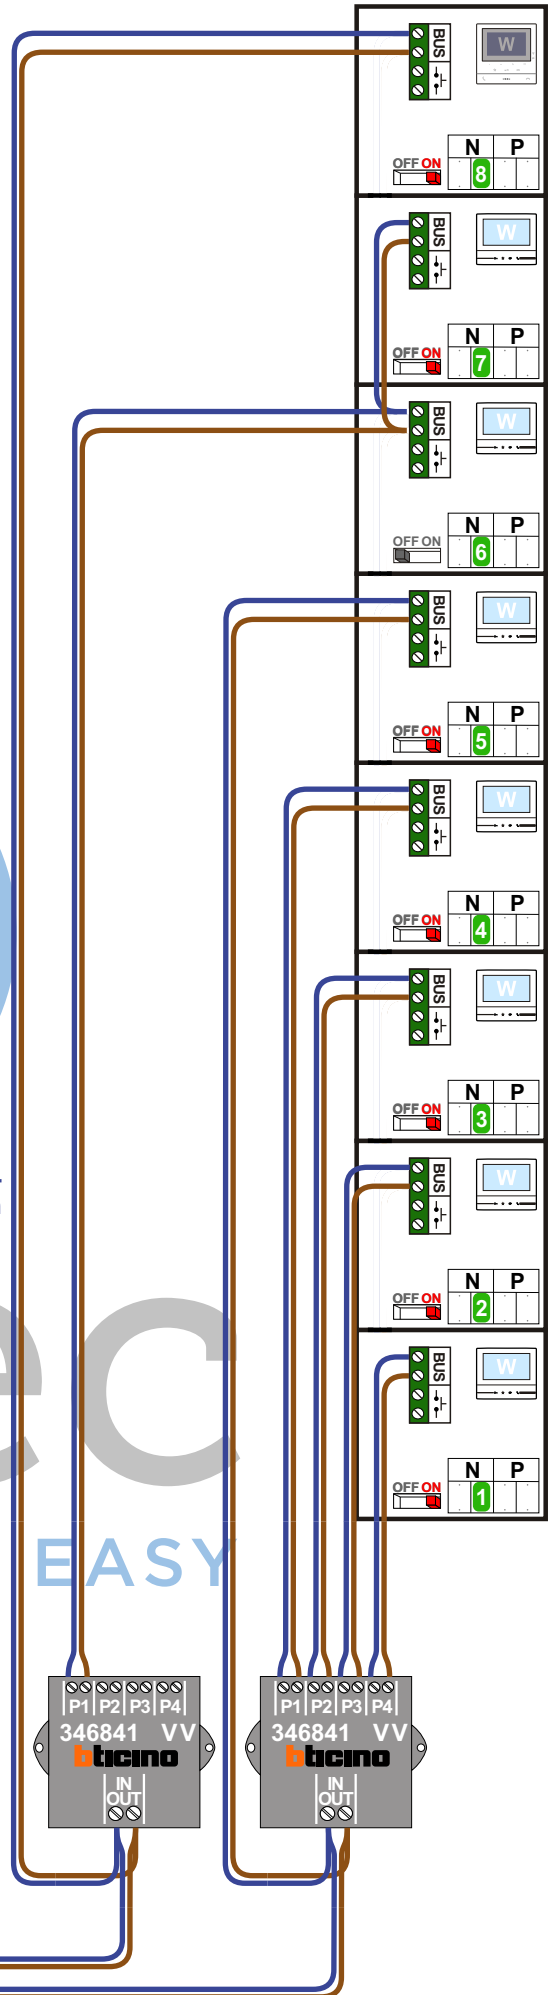 BUS
W
OFF ON
N P
8
BUS
W
OFF ON
N P
7
BUS
W
OFF ON
N P
6
BUS
W
OFF ON
N P
5
BUS
W
OFF ON
N P
4
BUS
W
OFF ON
N P
3
BUS
W
OFF ON
N P
2
BUS
W
OFF ON
N P
1
ec
EASY
P1 P2 P3 P4
346841 VV
bticino
IN
OUT
P1 P2 P3 P4
346841 VV
bticino
IN
OUT